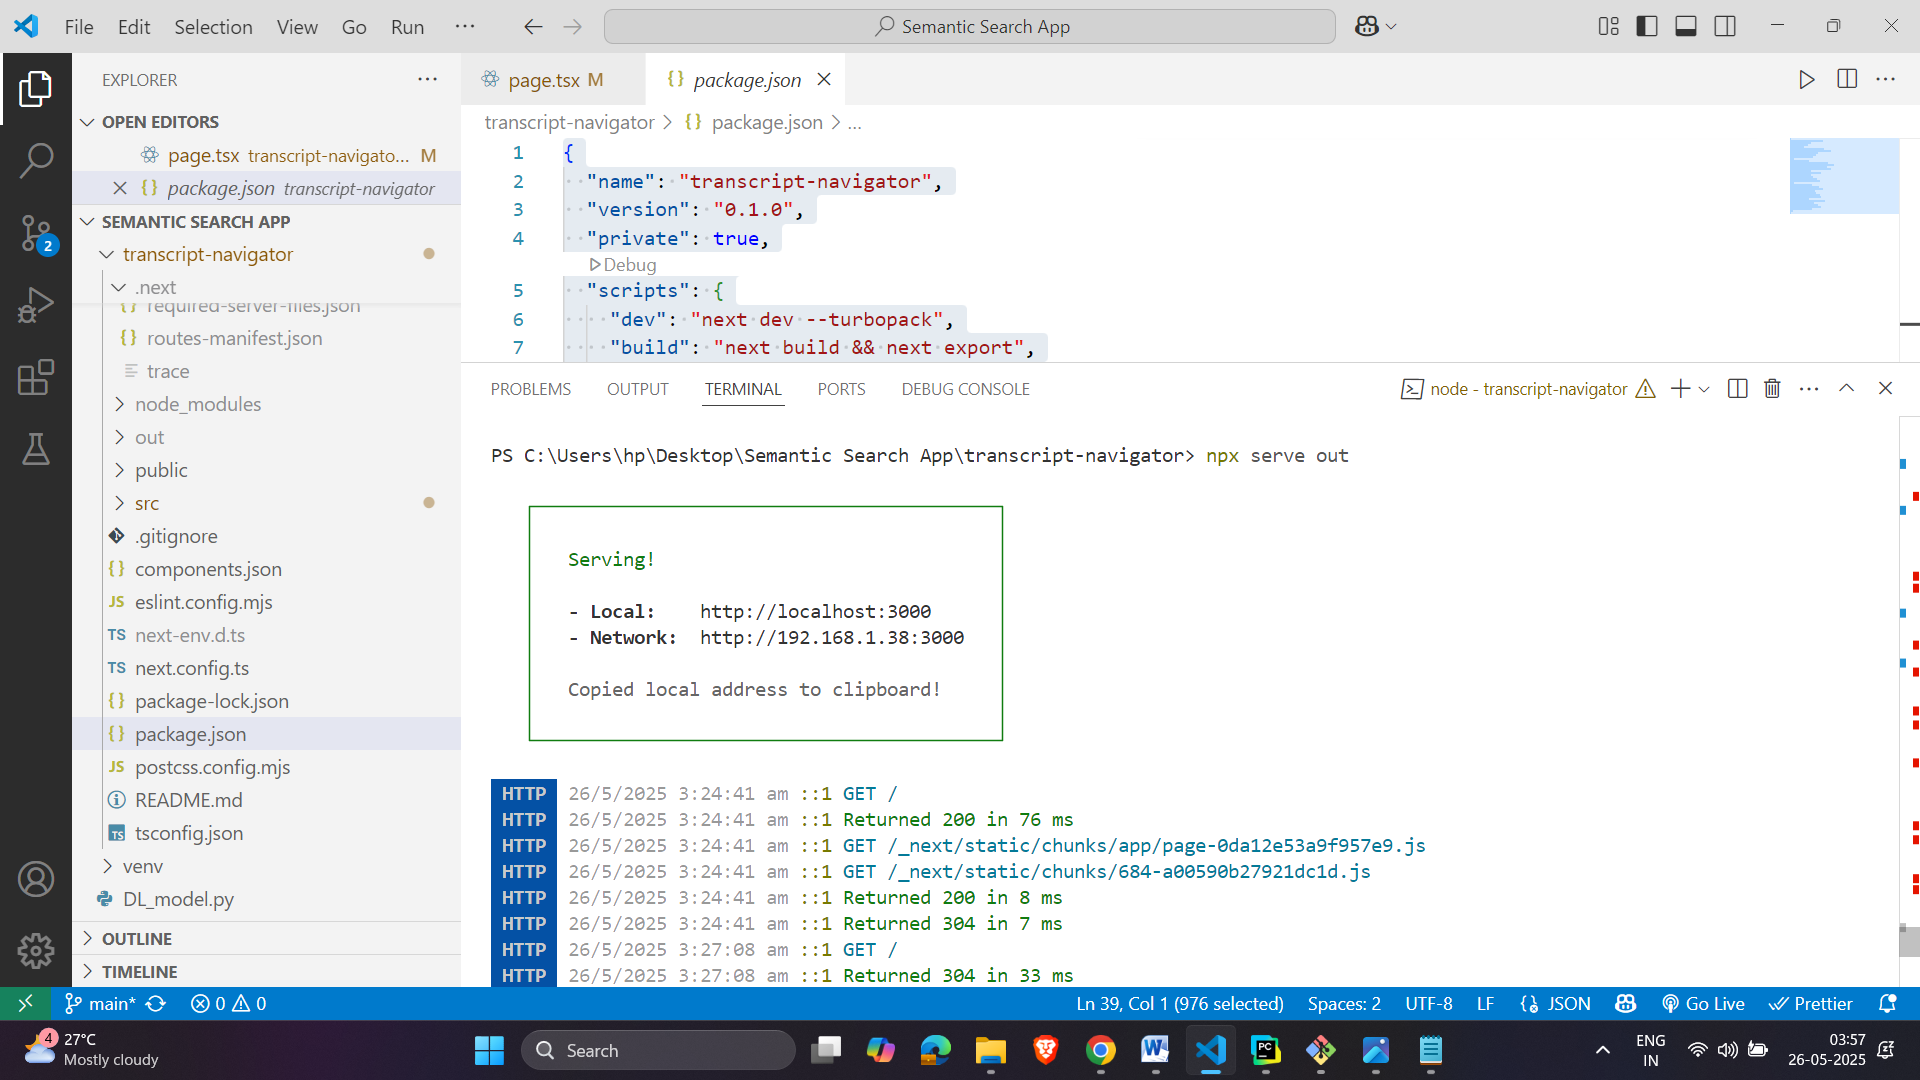 File Edit Selection View Go Run ··· Semantic Search App
EXPLORER
page.tsx M
package.json
OPEN EDITORS
page.tsx transcript-navigato... M
package.json transcript-navigator
SEMANTIC SEARCH APP
transcript-navigator
.next
required-server-files.json
routes-manifest.json
trace
node_modules
out
public
src
.gitignore
components.json
eslint.config.mjs
next-env.d.ts
next.config.ts
package-lock.json
package.json
postcss.config.mjs
README.md
tsconfig.json
venv
DL_model.py
OUTLINE
TIMELINE
2
transcript-navigator > {} package.json > ...
1 {
2 "name": "transcript-navigator",
3 "version": "0.1.0",
4 "private": true,
Debug
5 "scripts": {
6 "dev": "next dev --turbopack",
7 "build": "next build && next export",
PROBLEMS OUTPUT TERMINAL PORTS DEBUG CONSOLE
node - transcript-navigator
PS C:\Users\hp\Desktop\Semantic Search App\transcript-navigator> npx serve out
Serving!
- Local: http://localhost:3000
- Network: http://192.168.1.38:3000
Copied local address to clipboard!
HTTP 26/5/2025 3:24:41 am ::1 GET /
HTTP 26/5/2025 3:24:41 am ::1 Returned 200 in 76 ms
HTTP 26/5/2025 3:24:41 am ::1 GET /_next/static/chunks/app/page-0da12e53a9f957e9.js
HTTP 26/5/2025 3:24:41 am ::1 GET /_next/static/chunks/684-a00590b27921dc1d.js
HTTP 26/5/2025 3:24:41 am ::1 Returned 200 in 8 ms
HTTP 26/5/2025 3:24:41 am ::1 Returned 304 in 7 ms
HTTP 26/5/2025 3:27:08 am ::1 GET /
HTTP 26/5/2025 3:27:08 am ::1 Returned 304 in 33 ms
main* 0 0 Ln 39, Col 1 (976 selected) Spaces: 2 UTF-8 LF {} JSON Go Live Prettier
4 27°C
Mostly cloudy
Search
ENG
IN
03:57
26-05-2025